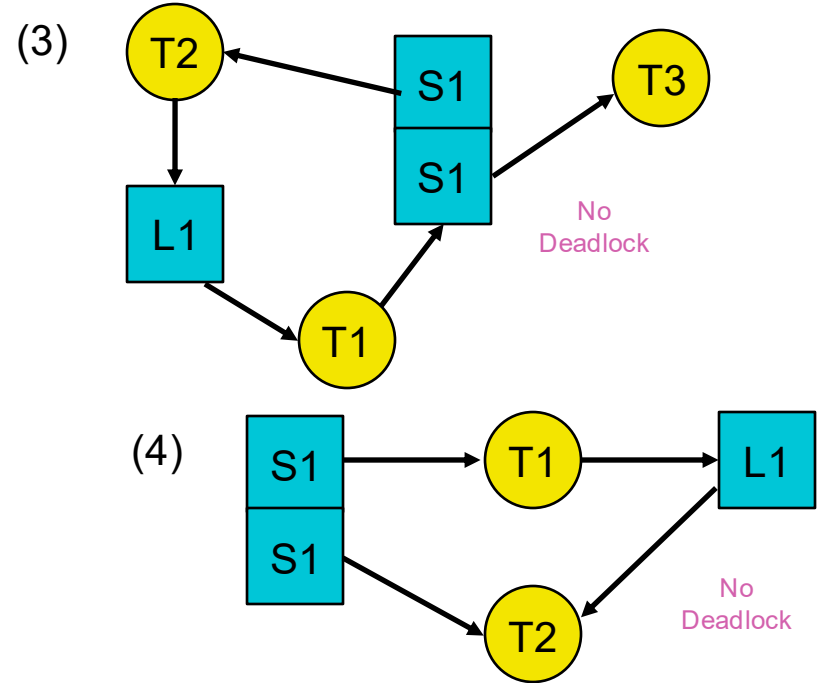 (3)
T2
S1
T3
S1
L1
No
Deadlock
T1
(4)
S1
T1
L1
S1
T2
No
Deadlock